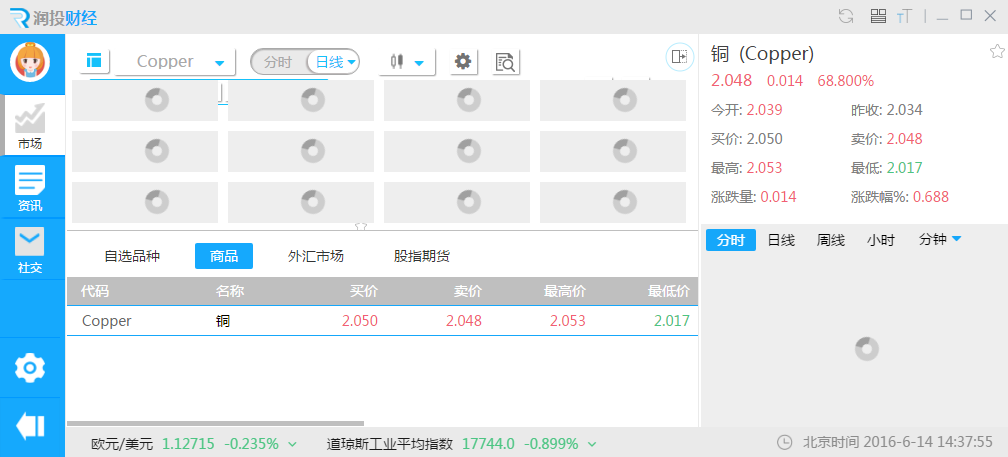 润投财经
市场
资讯
社交
Copper 分时 日线
铜 (Copper)
2.048 0.014 68.800%
今开: 2.039 昨收: 2.034
买价: 2.050 卖价: 2.048
最高: 2.053 最低: 2.017
涨跌量: 0.014 涨跌幅%: 0.688
分时 日线 周线 小时 分钟
自选品种 商品 外汇市场 股指期货
代码 名称 买价 卖价 最高价 最低价
Copper 铜 2.050 2.048 2.053 2.017
欧元/美元 1.12715 -0.235% 道琼斯工业平均指数 17744.0 -0.899% 北京时间 2016-6-14 14:37:55